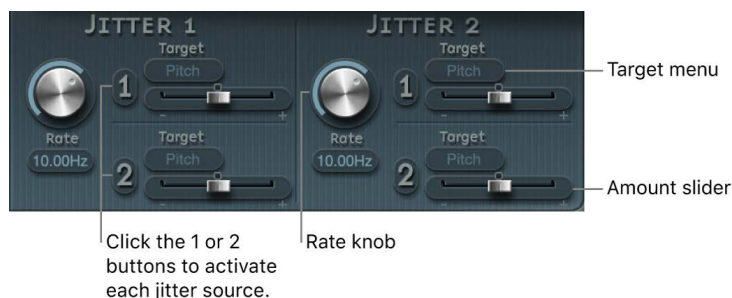 JITTER 1
JITTER 2
Target
Target
1
Pitch
1
Pitch
Target menu
- +
- +
Rate
Target
Rate
Target
10.00Hz
2
Pitch
10.00Hz
2
Pitch
- +
- +
Amount slider
Click the 1 or 2
buttons to activate
each jitter source.
Rate knob